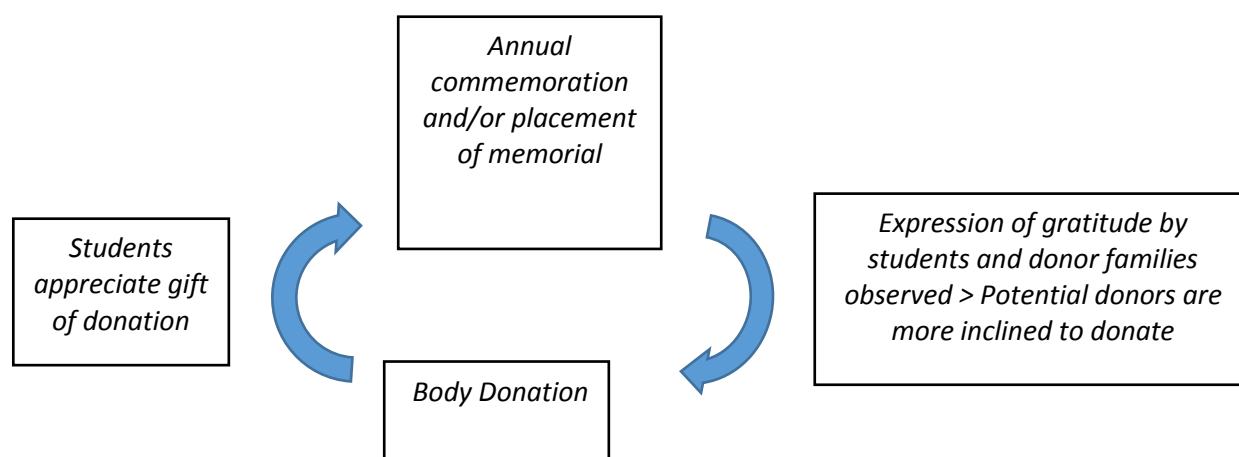 Annual
commemoration
and/or placement
of memorial
Students
appreciate gift
of donation
Expression of gratitude by
students and donor families
observed > Potential donors are
more inclined to donate
Body Donation